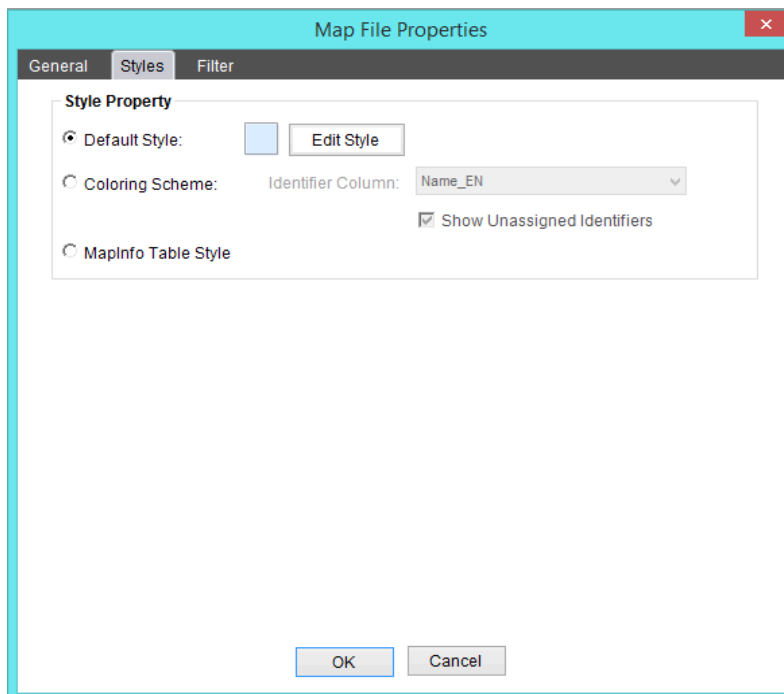 Map File Properties
General Styles Filter
Style Property
Default Style: Edit Style
Coloring Scheme: Identifier Column: Name_EN
Show Unassigned Identifiers
MapInfo Table Style
OK Cancel